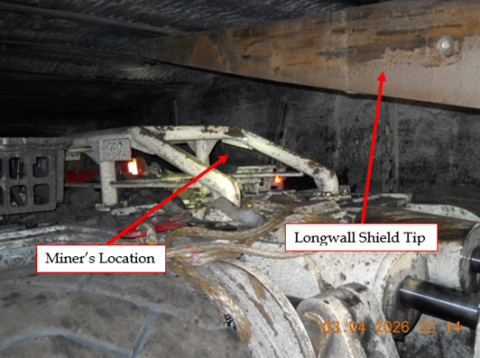 Longwall Shield Tip
Miner's Location
03.04.2026 22:14